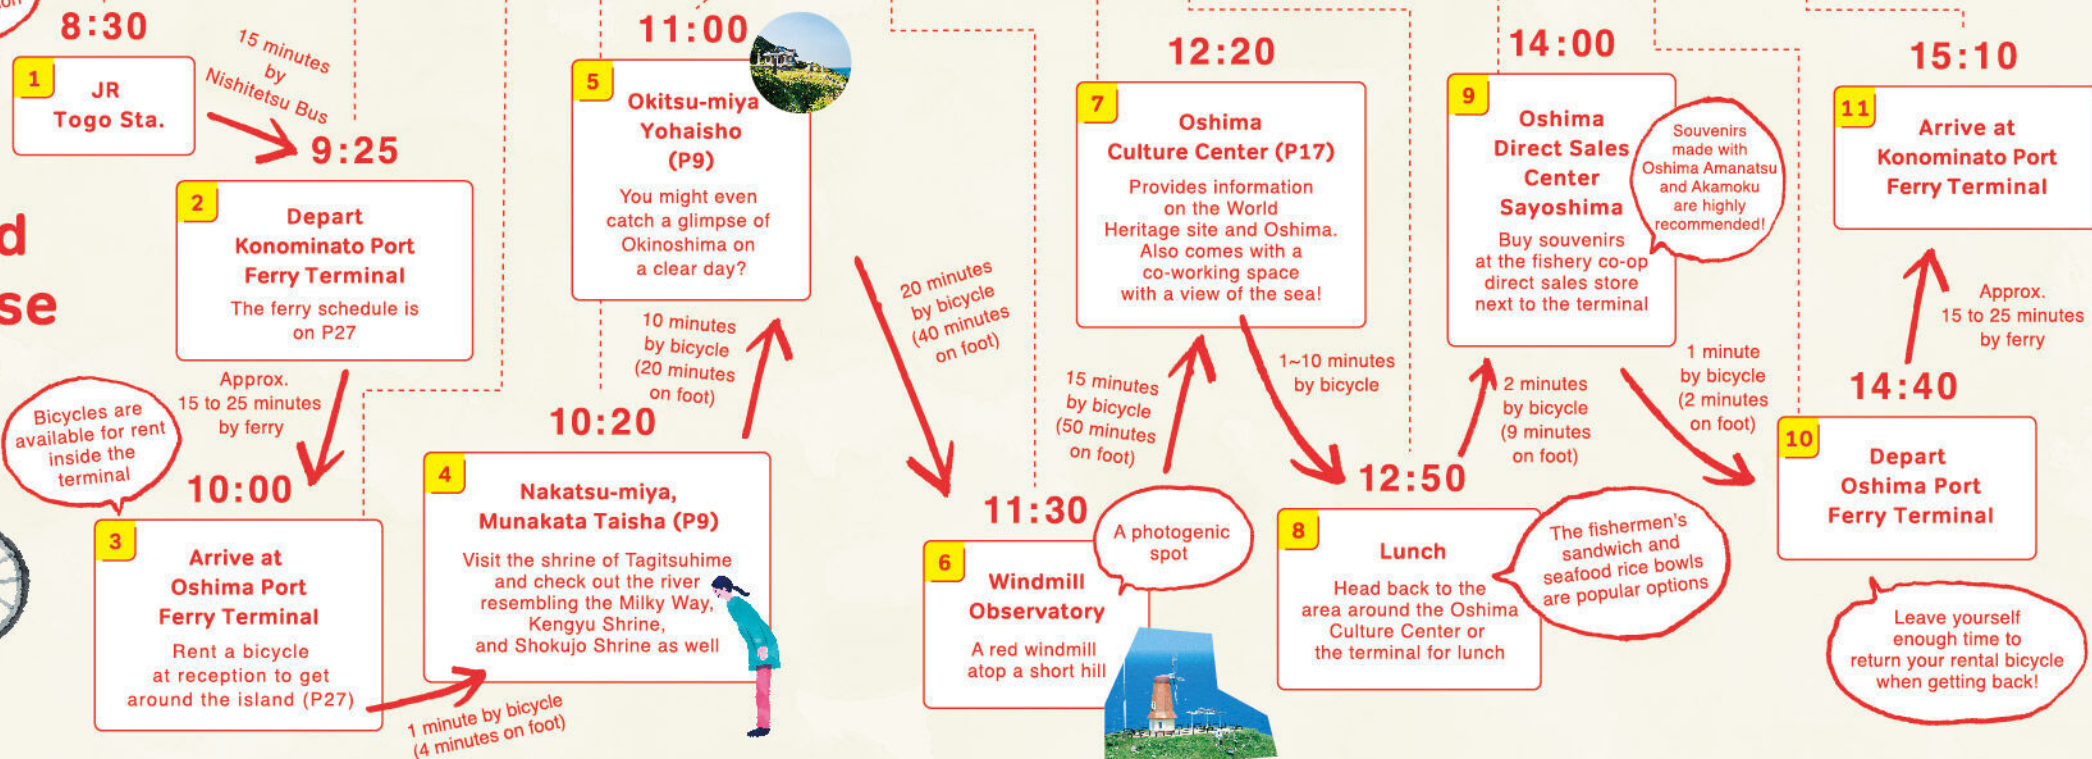 8:30
1
JR
Togo Sta.
15 minutes
by
Nishitetsu Bus
9:25
2
Depart
Konominato Port
Ferry Terminal
The ferry schedule is
on P27
Approx.
15 to 25 minutes
by ferry
Bicycles are
available for rent
inside the
terminal
10:00
3
Arrive at
Oshima Port
Ferry Terminal
Rent a bicycle
at reception to get
around the island (P27)
1 minute by bicycle
(4 minutes on foot)
10:20
4
Nakatsu-miya,
Munakata Taisha (P9)
Visit the shrine of Tagitsuhime
and check out the river
resembling the Milky Way,
Kengyu Shrine,
and Shokujo Shrine as well
10 minutes
by bicycle
(20 minutes
on foot)
11:00
5
Okitsu-miya
Yohaisho
(P9)
You might even
catch a glimpse of
Okinoshima on
a clear day?
20 minutes
by bicycle
(40 minutes
on foot)
11:30
6
Windmill
Observatory
A red windmill
atop a short hill
A photogenic
spot
15 minutes
by bicycle
(50 minutes
on foot)
12:20
7
Oshima
Culture Center (P17)
Provides information
on the World
Heritage site and Oshima.
Also comes with a
co-working space
with a view of the sea!
1~10 minutes
by bicycle
12:50
8
Lunch
Head back to the
area around the Oshima
Culture Center or
the terminal for lunch
The fishermen's
sandwich and
seafood rice bowls
are popular options
2 minutes
by bicycle
(9 minutes
on foot)
14:00
9
Oshima
Direct Sales
Center
Sayoshima
Buy souvenirs
at the fishery co-op
direct sales store
next to the terminal
Souvenirs
made with
Oshima Amanatsu
and Akamoku
are highly
recommended!
1 minute
by bicycle
(2 minutes
on foot)
14:40
10
Depart
Oshima Port
Ferry Terminal
Leave yourself
enough time to
return your rental bicycle
when getting back!
Approx.
15 to 25 minutes
by ferry
15:10
11
Arrive at
Konominato Port
Ferry Terminal